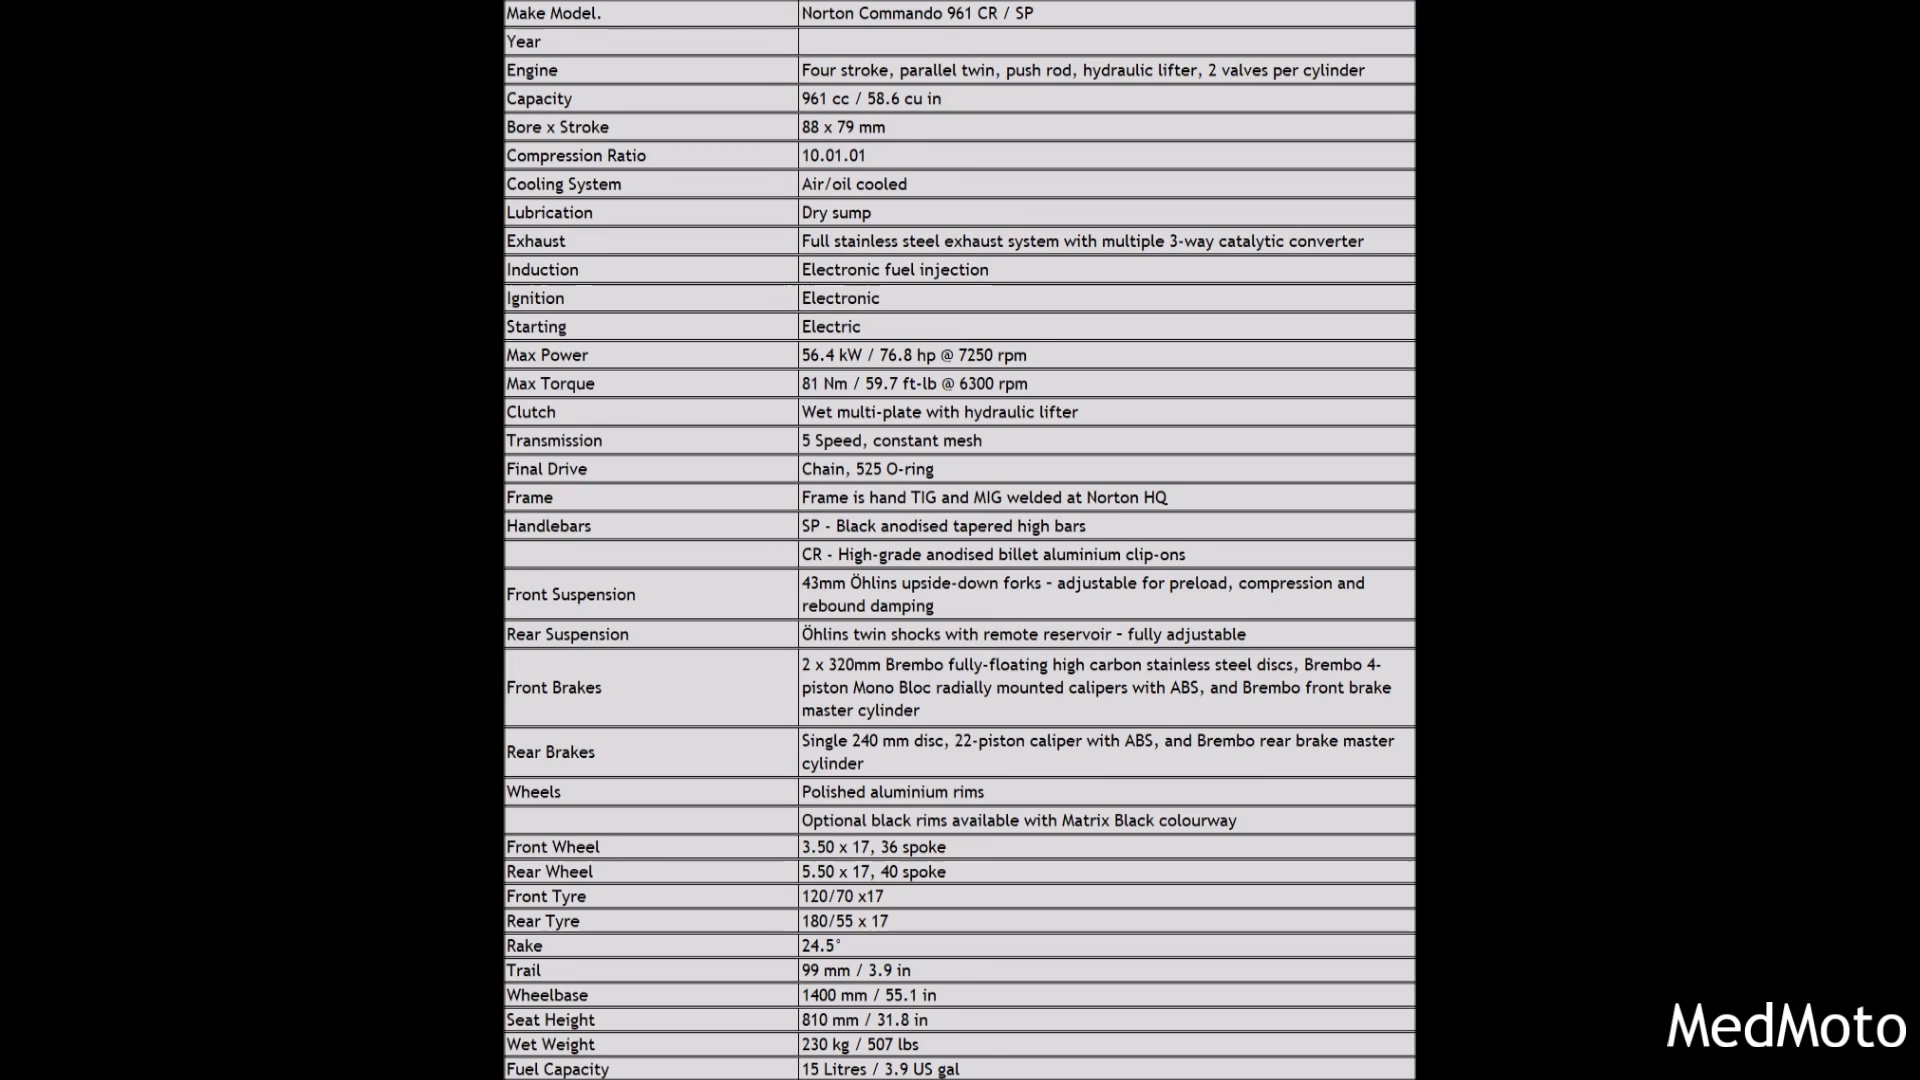 Make Model. Norton Commando 961 CR / SP
Year
Engine Four stroke, parallel twin, push rod, hydraulic lifter, 2 valves per cylinder
Capacity 961 cc / 58.6 cu in
Bore x Stroke 88 x 79 mm
Compression Ratio 10.01.01
Cooling System Air/oil cooled
Lubrication Dry sump
Exhaust Full stainless steel exhaust system with multiple 3-way catalytic converter
Induction Electronic fuel injection
Ignition Electronic
Starting Electric
Max Power 56.4 kW / 76.8 hp @ 7250 rpm
Max Torque 81 Nm / 59.7 ft-lb @ 6300 rpm
Clutch Wet multi-plate with hydraulic lifter
Transmission 5 Speed, constant mesh
Final Drive Chain, 525 O-ring
Frame Frame is hand TIG and MIG welded at Norton HQ
Handlebars SP - Black anodised tapered high bars
CR - High-grade anodised billet aluminium clip-ons
Front Suspension 43mm Öhlins upside-down forks – adjustable for preload, compression and
rebound damping
Rear Suspension Öhlins twin shocks with remote reservoir – fully adjustable
Front Brakes 2 x 320mm Brembo fully-floating high carbon stainless steel discs, Brembo 4-
piston Mono Bloc radially mounted calipers with ABS, and Brembo front brake
master cylinder
Rear Brakes Single 240 mm disc, 22-piston caliper with ABS, and Brembo rear brake master
cylinder
Wheels Polished aluminium rims
Optional black rims available with Matrix Black colourway
Front Wheel 3.50 x 17, 36 spoke
Rear Wheel 5.50 x 17, 40 spoke
Front Tyre 120/70 x17
Rear Tyre 180/55 x 17
Rake 24.5°
Trail 99 mm / 3.9 in
Wheelbase 1400 mm / 55.1 in
Seat Height 810 mm / 31.8 in
Wet Weight 230 kg / 507 lbs
Fuel Capacity 15 Litres / 3.9 US gal
MedMoto